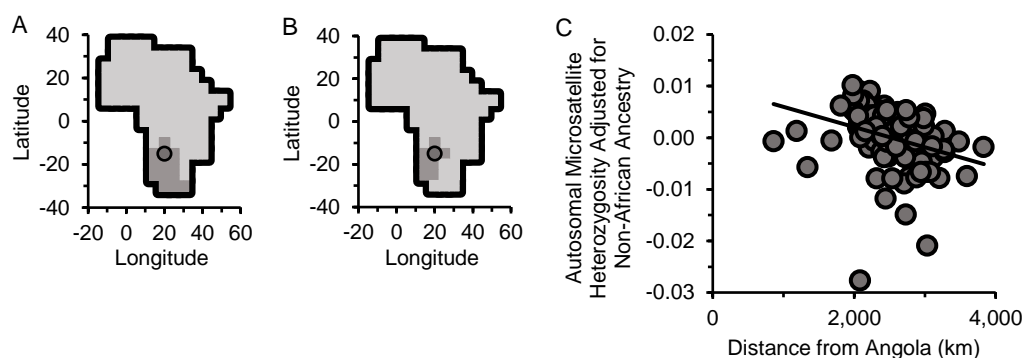 A
Latitude
40
20
0
-20
-40
-20 0 20 40 60
Longitude
B
Latitude
40
20
0
-20
-40
-20 0 20 40 60
Longitude
C
Autosomal Microsatellite
Heterozygosity Adjusted for
Non-African Ancestry
0.02
0.01
0.00
-0.01
-0.02
-0.03
0 2,000 4,000
Distance from Angola (km)